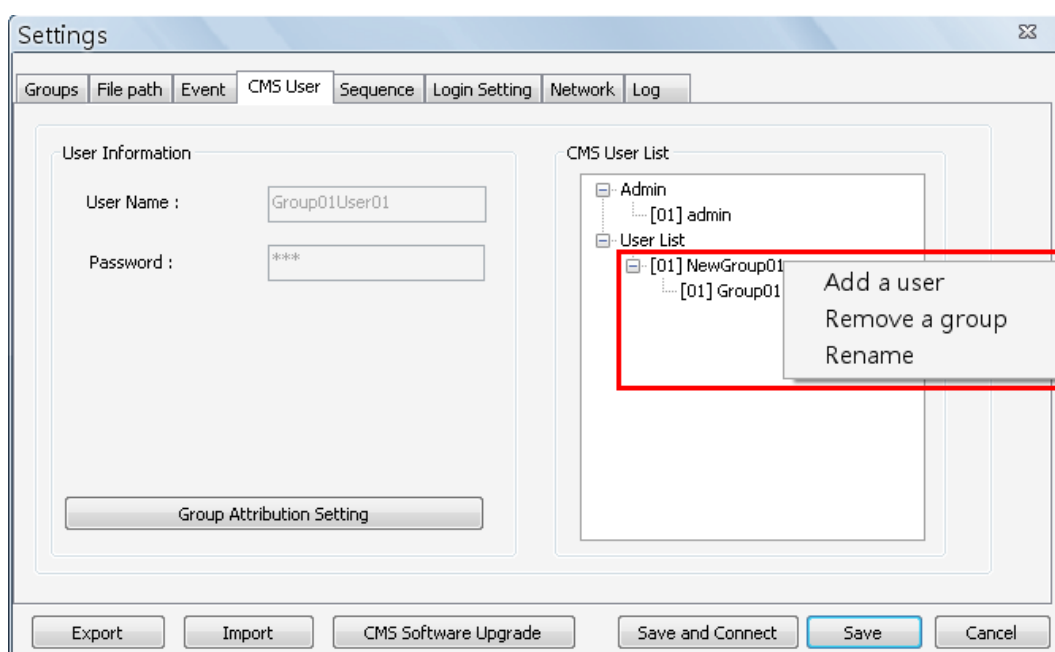 Settings
Groups File path Event CMS User Sequence Login Setting Network Log
User Information
User Name :
Group01User01
Password :
***
Group Attribution Setting
CMS User List
Admin
[01] admin
User List
[01] NewGroup01
[01] Group01
Add a user
Remove a group
Rename
Export Import CMS Software Upgrade Save and Connect Save Cancel